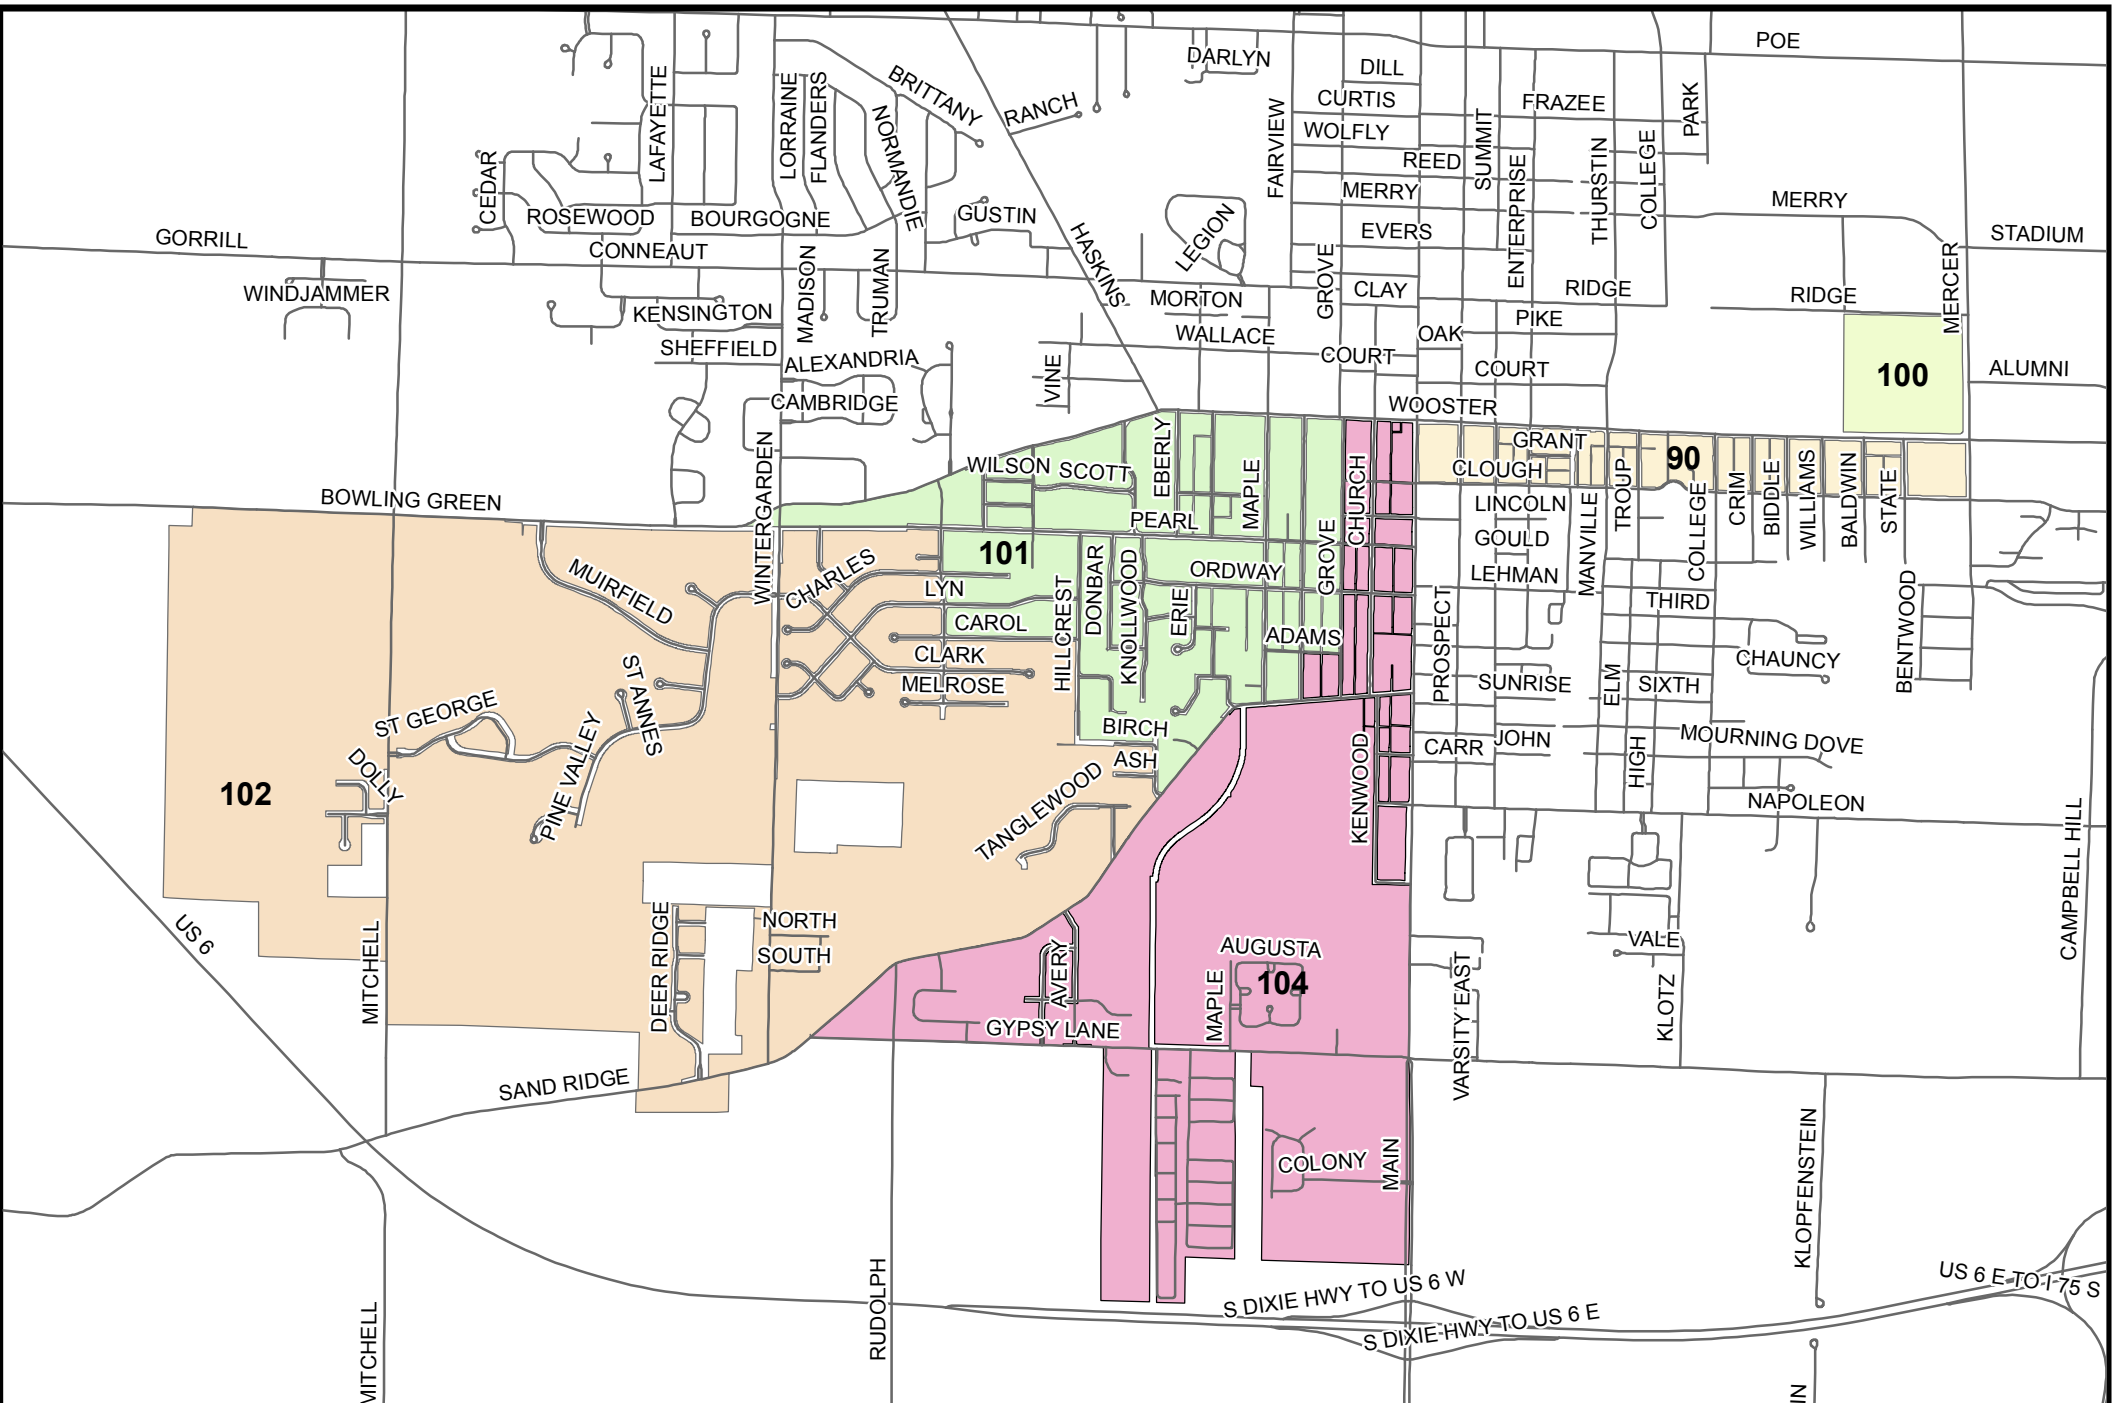 POE
DARLYN
DILL
BRITTANY
LAFAYETTE
LORRAINE
FLANDERS
RANCH
CURTIS
FRAZEE
PARK
FAIRVIEW
WOLFLY
SUMMIT
NORMANDIE
REED
CEDAR
THURSTIN
COLLEGE
MERRY
ENTERPRISE
MERRY
ROSEWOOD
BOURGOGNE
GUSTIN
LEGION
EVERS
STADIUM
GORRILL
CONNEAUT
HASKINS
GROVE
MERCER
WINDJAMMER
MADISON
TRUMAN
MORTON
CLAY
RIDGE
RIDGE
KENSINGTON
PIKE
WALLACE
OAK
SHEFFIELD
ALEXANDRIA
COURT
COURT
ALUMNI
100
VINE
CAMBRIDGE
WOOSTER
WINTERGARDEN
GRANT
EBERLY
WILSON
SCOTT
MAPLE
CHURCH
CLOUGH
90
BOWLING GREEN
PEARL
LINCOLN
TROUP
COLLEGE
CRIM
BIDDLE
WILLIAMS
BALDWIN
STATE
101
GROVE
GOULD
MANVILLE
MUIRFIELD
CHARLES
LYN
HILLCREST
DONBAR
KNOLLWOOD
ORDWAY
LEHMAN
THIRD
BENTWOOD
CAROL
ERIE
ADAMS
PROSPECT
CLARK
MELROSE
ST ANNES
SUNRISE
ELM
SIXTH
CHAUNCY
ST GEORGE
BIRCH
CARR
JOHN
MOURNING DOVE
DOLLY
PINE VALLEY
ASH
KENWOOD
HIGH
102
TANGLEWOOD
NAPOLEON
CAMPBELL HILL
US 6
MITCHELL
DEER RIDGE
NORTH
SOUTH
AVERY
AUGUSTA
104
MAPLE
VALE
VARSITY EAST
KLOTZ
GYPSY LANE
SAND RIDGE
COLONY
MAIN
KLOPFENSTEIN
RUDOLPH
MITCHELL
S DIXIE HWY TO US 6 W
S DIXIE HWY TO US 6 E
US 6 E TO I 75 S
IN